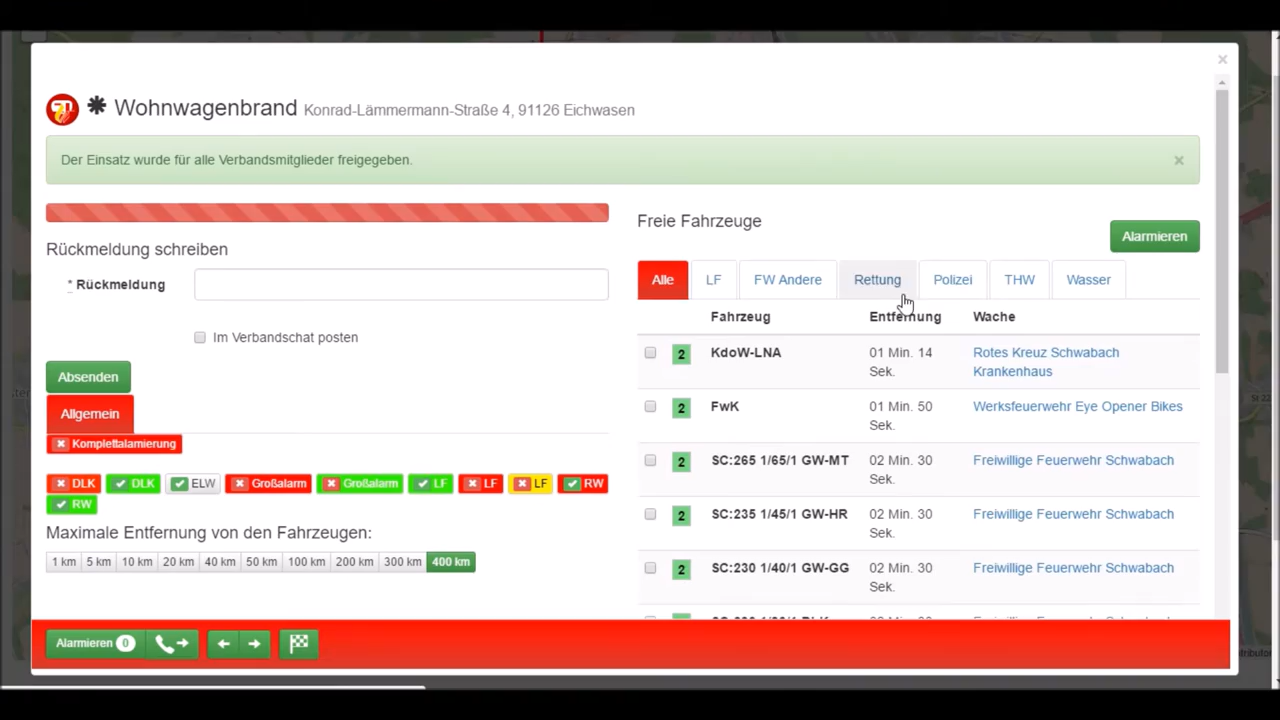 Wohnwagenbrand Konrad-Lämmermann-Straße 4, 91126 Eichwasen
Der Einsatz wurde für alle Verbandsmitglieder freigegeben.
Rückmeldung schreiben
* Rückmeldung
Im Verbandschat posten
Absenden
Allgemein
Komplettalamierung
DLK DLK ELW Großalarm Großalarm LF LF LF RW
RW
Maximale Entfernung von den Fahrzeugen:
1 km 5 km 10 km 20 km 40 km 50 km 100 km 200 km 300 km 400 km
Freie Fahrzeuge
Alarmieren
Alle LF FW Andere Rettung Polizei THW Wasser
Fahrzeug Entfernung Wache
2 KdoW-LNA 01 Min. 14 Rotes Kreuz Schwabach
Sek. Krankenhaus
2 FwK 01 Min. 50 Werksfeuerwehr Eye Opener Bikes
Sek.
2 SC:265 1/65/1 GW-MT 02 Min. 30 Freiwillige Feuerwehr Schwabach
Sek.
2 SC:235 1/45/1 GW-HR 02 Min. 30 Freiwillige Feuerwehr Schwabach
Sek.
2 SC:230 1/40/1 GW-GG 02 Min. 30 Freiwillige Feuerwehr Schwabach
Sek.
Alarmieren 0